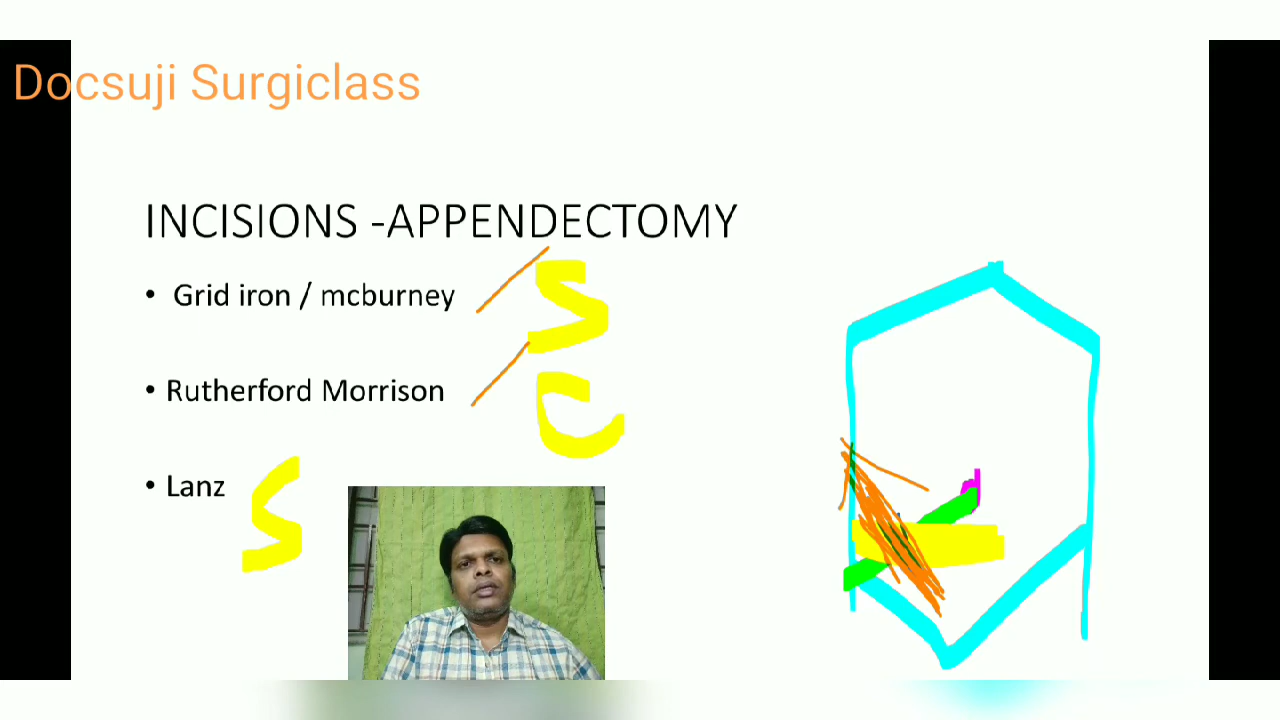 Docsuji Surgiclass
INCISIONS -APPENDECTOMY
• Grid iron / mcburney
S
• Rutherford Morrison
C
• Lanz
S